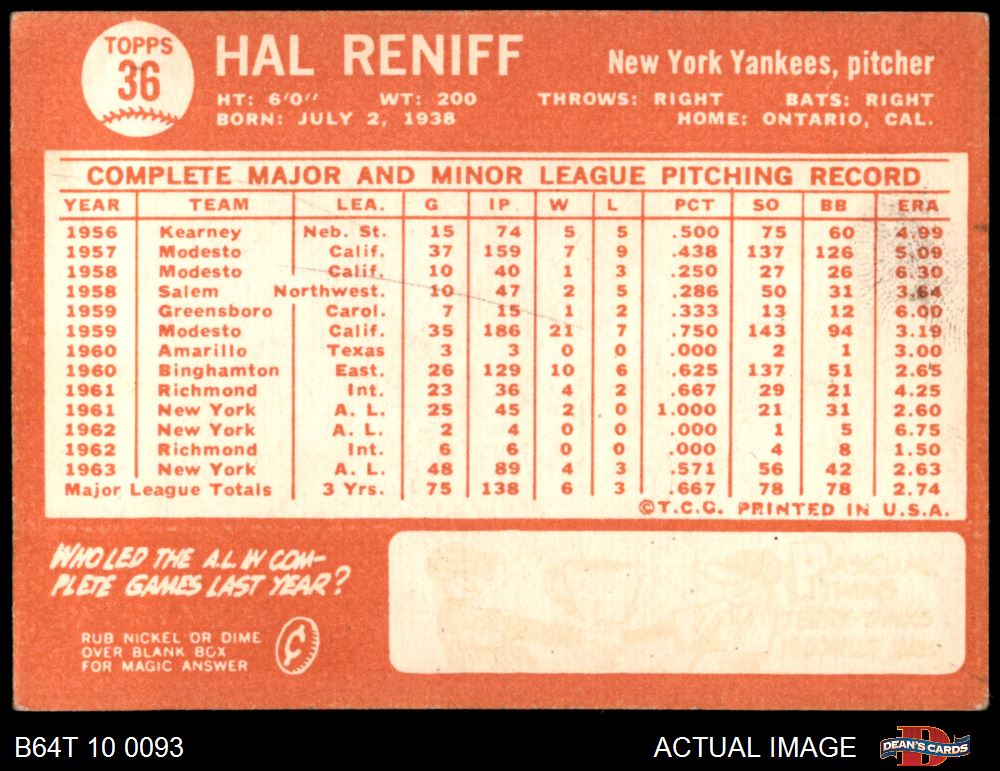 TOPPS
36
HAL RENIFF
New York Yankees, pitcher
HT: 6'0" WT: 200 THROWS: RIGHT BATS: RIGHT
BORN: JULY 2, 1938 HOME: ONTARIO, CAL.
COMPLETE MAJOR AND MINOR LEAGUE PITCHING RECORD
YEAR TEAM LEA. G IP W L PCT SO BB ERA
1956 Kearney Neb. St. 15 74 5 5 .500 75 60 4.99
1957 Modesto Calif. 37 159 7 9 .438 137 126 5.09
1958 Modesto Calif. 10 40 1 3 .250 27 26 6.30
1958 Salem Northwest. 10 47 2 5 .286 50 31 3.64
1959 Greensboro Carol. 7 15 1 2 .333 13 12 6.00
1959 Modesto Calif. 35 186 21 7 .750 143 94 3.19
1960 Amarillo Texas 3 3 0 0 .000 2 1 3.00
1960 Binghamton East. 26 129 10 6 .625 137 51 2.65
1961 Richmond Int. 23 36 4 2 .667 29 21 4.25
1961 New York A. L. 25 45 2 0 1.000 21 31 2.60
1962 New York A. L. 2 4 0 0 .000 1 5 6.75
1962 Richmond Int. 6 6 0 0 .000 4 8 1.50
1963 New York A. L. 48 89 4 3 .571 56 42 2.63
Major League Totals 3 Yrs. 75 138 6 3 .667 78 78 2.74
©T.C.G. PRINTED IN U.S.A.
WHO LED THE A.L IN COM-
PLETE GAMES LAST YEAR?
RUB NICKEL OR DIME
OVER BLANK BOX
FOR MAGIC ANSWER
¢
PASCUAL
B64T 10 0093
ACTUAL IMAGE
DEAN'S CARDS